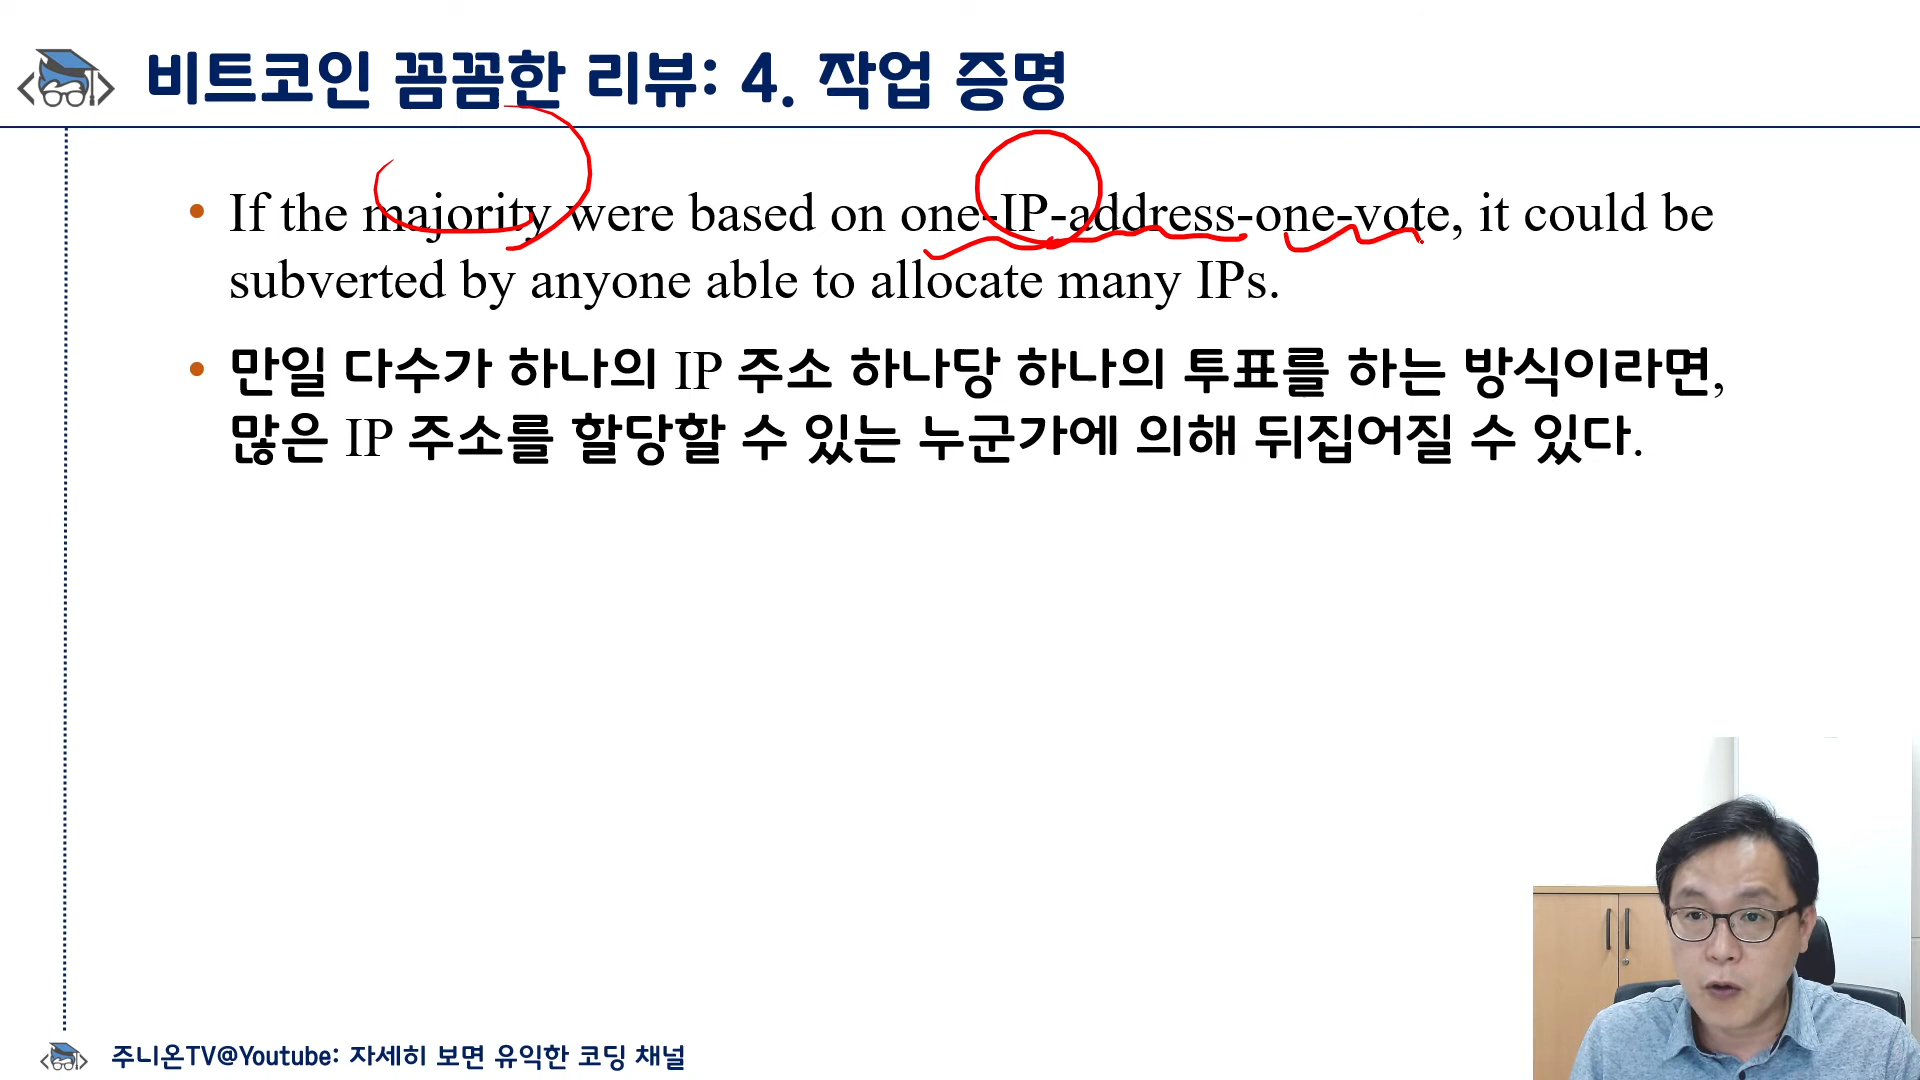 비트코인 꼼꼼한 리뷰: 4. 작업 증명
• If the majority were based on one-IP-address-one-vote, it could be
subverted by anyone able to allocate many IPs.
• 만일 다수가 하나의 IP 주소 하나당 하나의 투표를 하는 방식이라면,
많은 IP 주소를 할당할 수 있는 누군가에 의해 뒤집어질 수 있다.
주니온TV@Youtube: 자세히 보면 유익한 코딩 채널